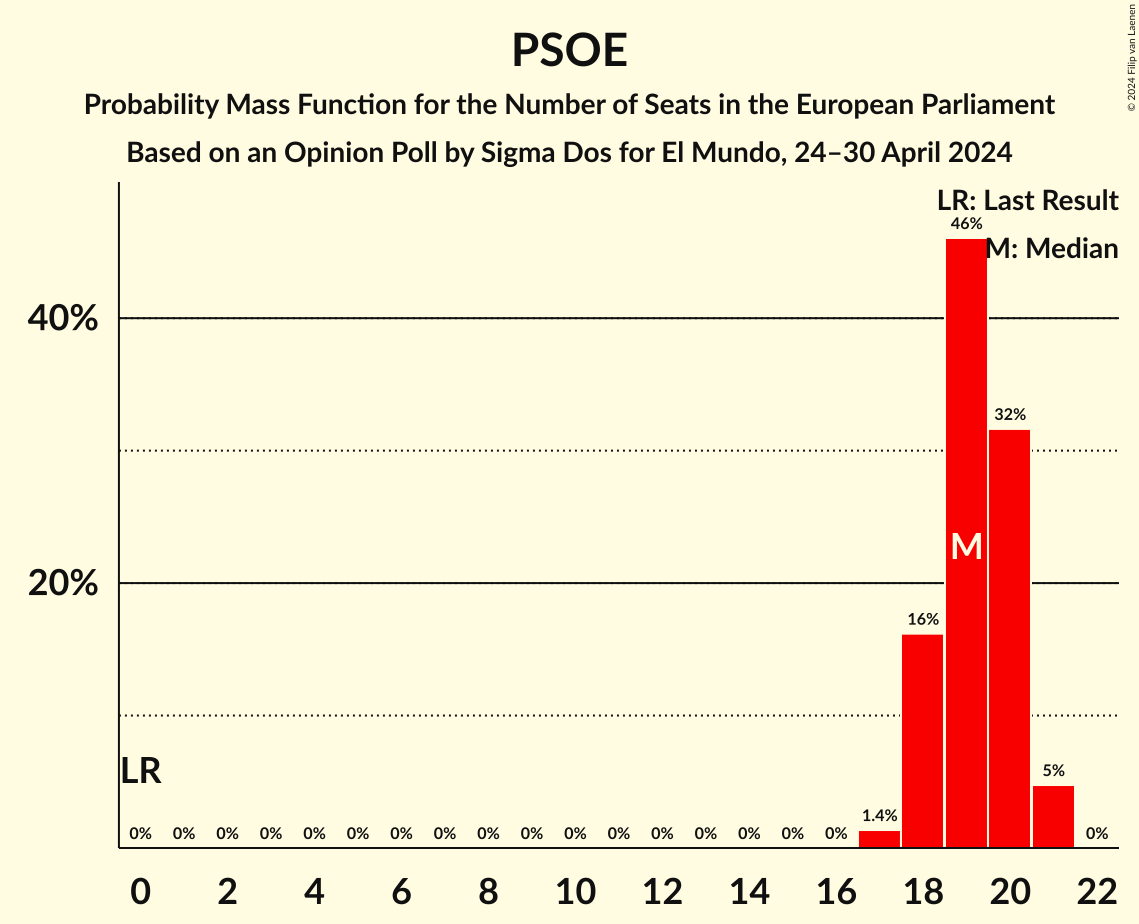 PSOE
Probability Mass Function for the Number of Seats in the European Parliament
Based on an Opinion Poll by Sigma Dos for El Mundo, 24–30 April 2024
© 2024 Filip van Laenen
LR: Last Result
M: Median
40%
20%
46%
32%
M
16%
LR
5%
1.4%
0% 0% 0% 0% 0% 0% 0% 0% 0% 0% 0% 0% 0% 0% 0% 0% 0% 0%
0 2 4 6 8 10 12 14 16 18 20 22